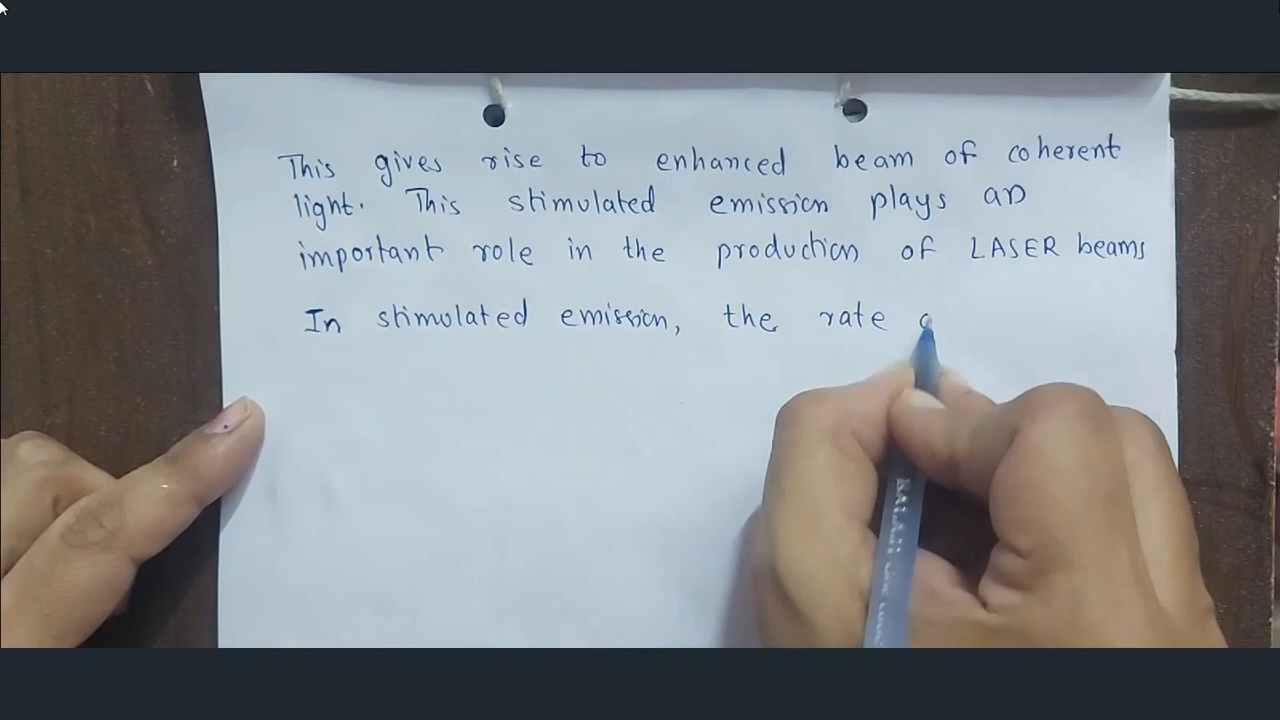 This gives rise to enhanced beam of coherent
light. This stimulated emission plays an
important role in the production of LASER beams
In stimulated emission, the rate